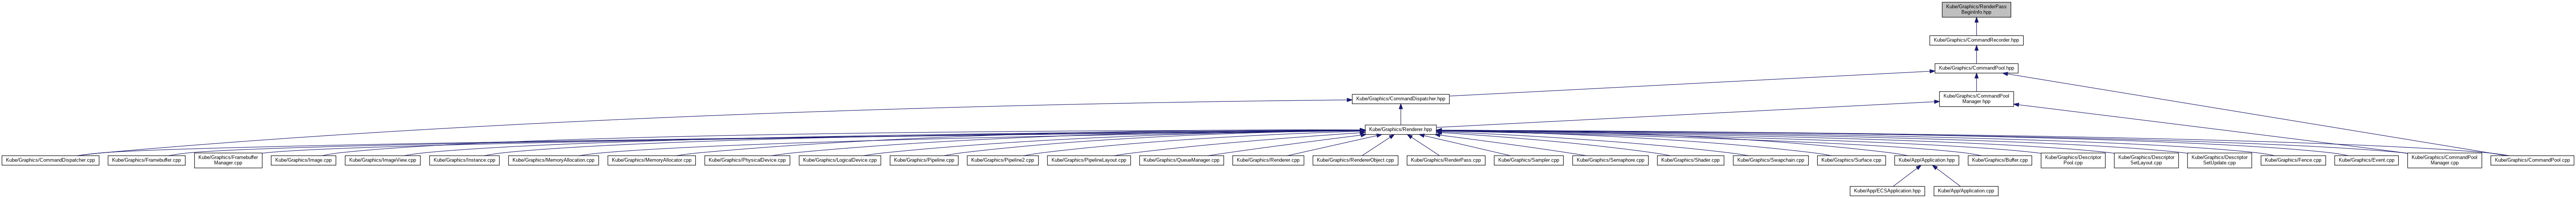 Kube/Graphics/RenderPass
BeginInfo.hpp
Kube/Graphics/CommandRecorder.hpp
Kube/Graphics/CommandPool.hpp
Kube/Graphics/CommandDispatcher.hpp
Kube/Graphics/CommandPool
Manager.hpp
Kube/Graphics/Renderer.hpp
Kube/Graphics/CommandDispatcher.cpp
Kube/Graphics/Framebuffer.cpp
Kube/Graphics/Framebuffer
Manager.cpp
Kube/Graphics/Image.cpp
Kube/Graphics/ImageView.cpp
Kube/Graphics/Instance.cpp
Kube/Graphics/MemoryAllocation.cpp
Kube/Graphics/MemoryAllocator.cpp
Kube/Graphics/PhysicalDevice.cpp
Kube/Graphics/LogicalDevice.cpp
Kube/Graphics/Pipeline.cpp
Kube/Graphics/Pipeline2.cpp
Kube/Graphics/PipelineLayout.cpp
Kube/Graphics/QueueManager.cpp
Kube/Graphics/Renderer.cpp
Kube/Graphics/RendererObject.cpp
Kube/Graphics/RenderPass.cpp
Kube/Graphics/Sampler.cpp
Kube/Graphics/Semaphore.cpp
Kube/Graphics/Shader.cpp
Kube/Graphics/Swapchain.cpp
Kube/Graphics/Surface.cpp
Kube/App/Application.hpp
Kube/Graphics/Buffer.cpp
Kube/Graphics/Descriptor
Pool.cpp
Kube/Graphics/Descriptor
SetLayout.cpp
Kube/Graphics/Descriptor
SetUpdate.cpp
Kube/Graphics/Fence.cpp
Kube/Graphics/Event.cpp
Kube/Graphics/CommandPool
Manager.cpp
Kube/Graphics/CommandPool.cpp
Kube/App/ECSApplication.hpp
Kube/App/Application.cpp